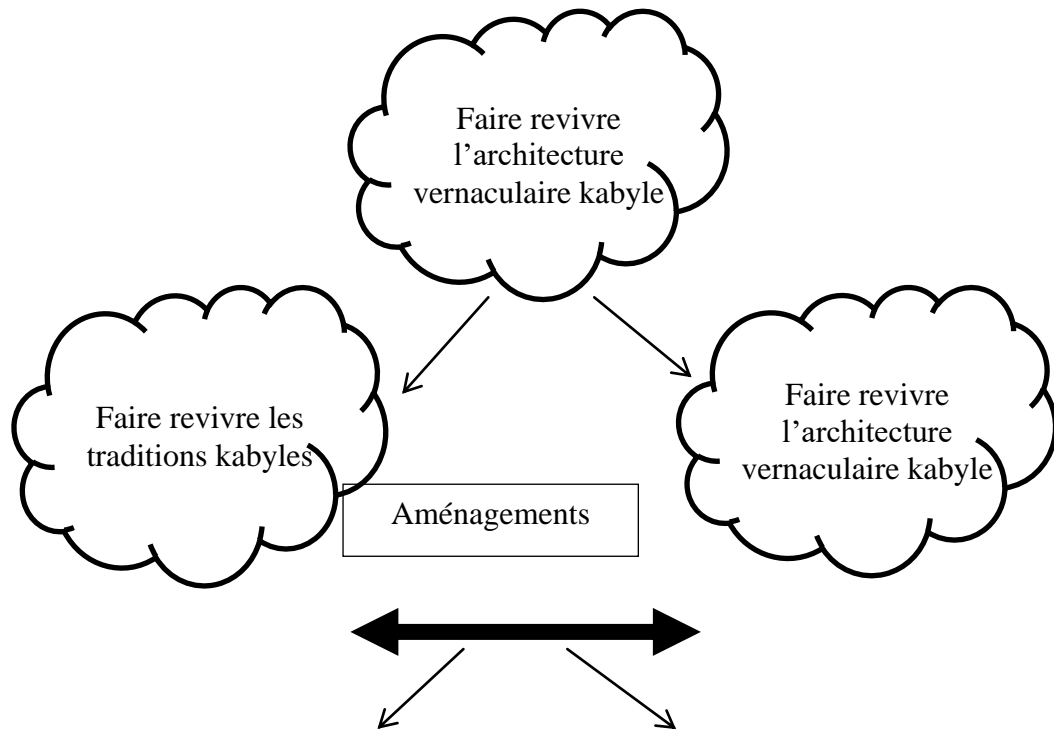 Faire revivre
l’architecture
vernaculaire kabyle
Faire revivre les
traditions kabyles
Faire revivre
l’architecture
vernaculaire kabyle
Aménagements